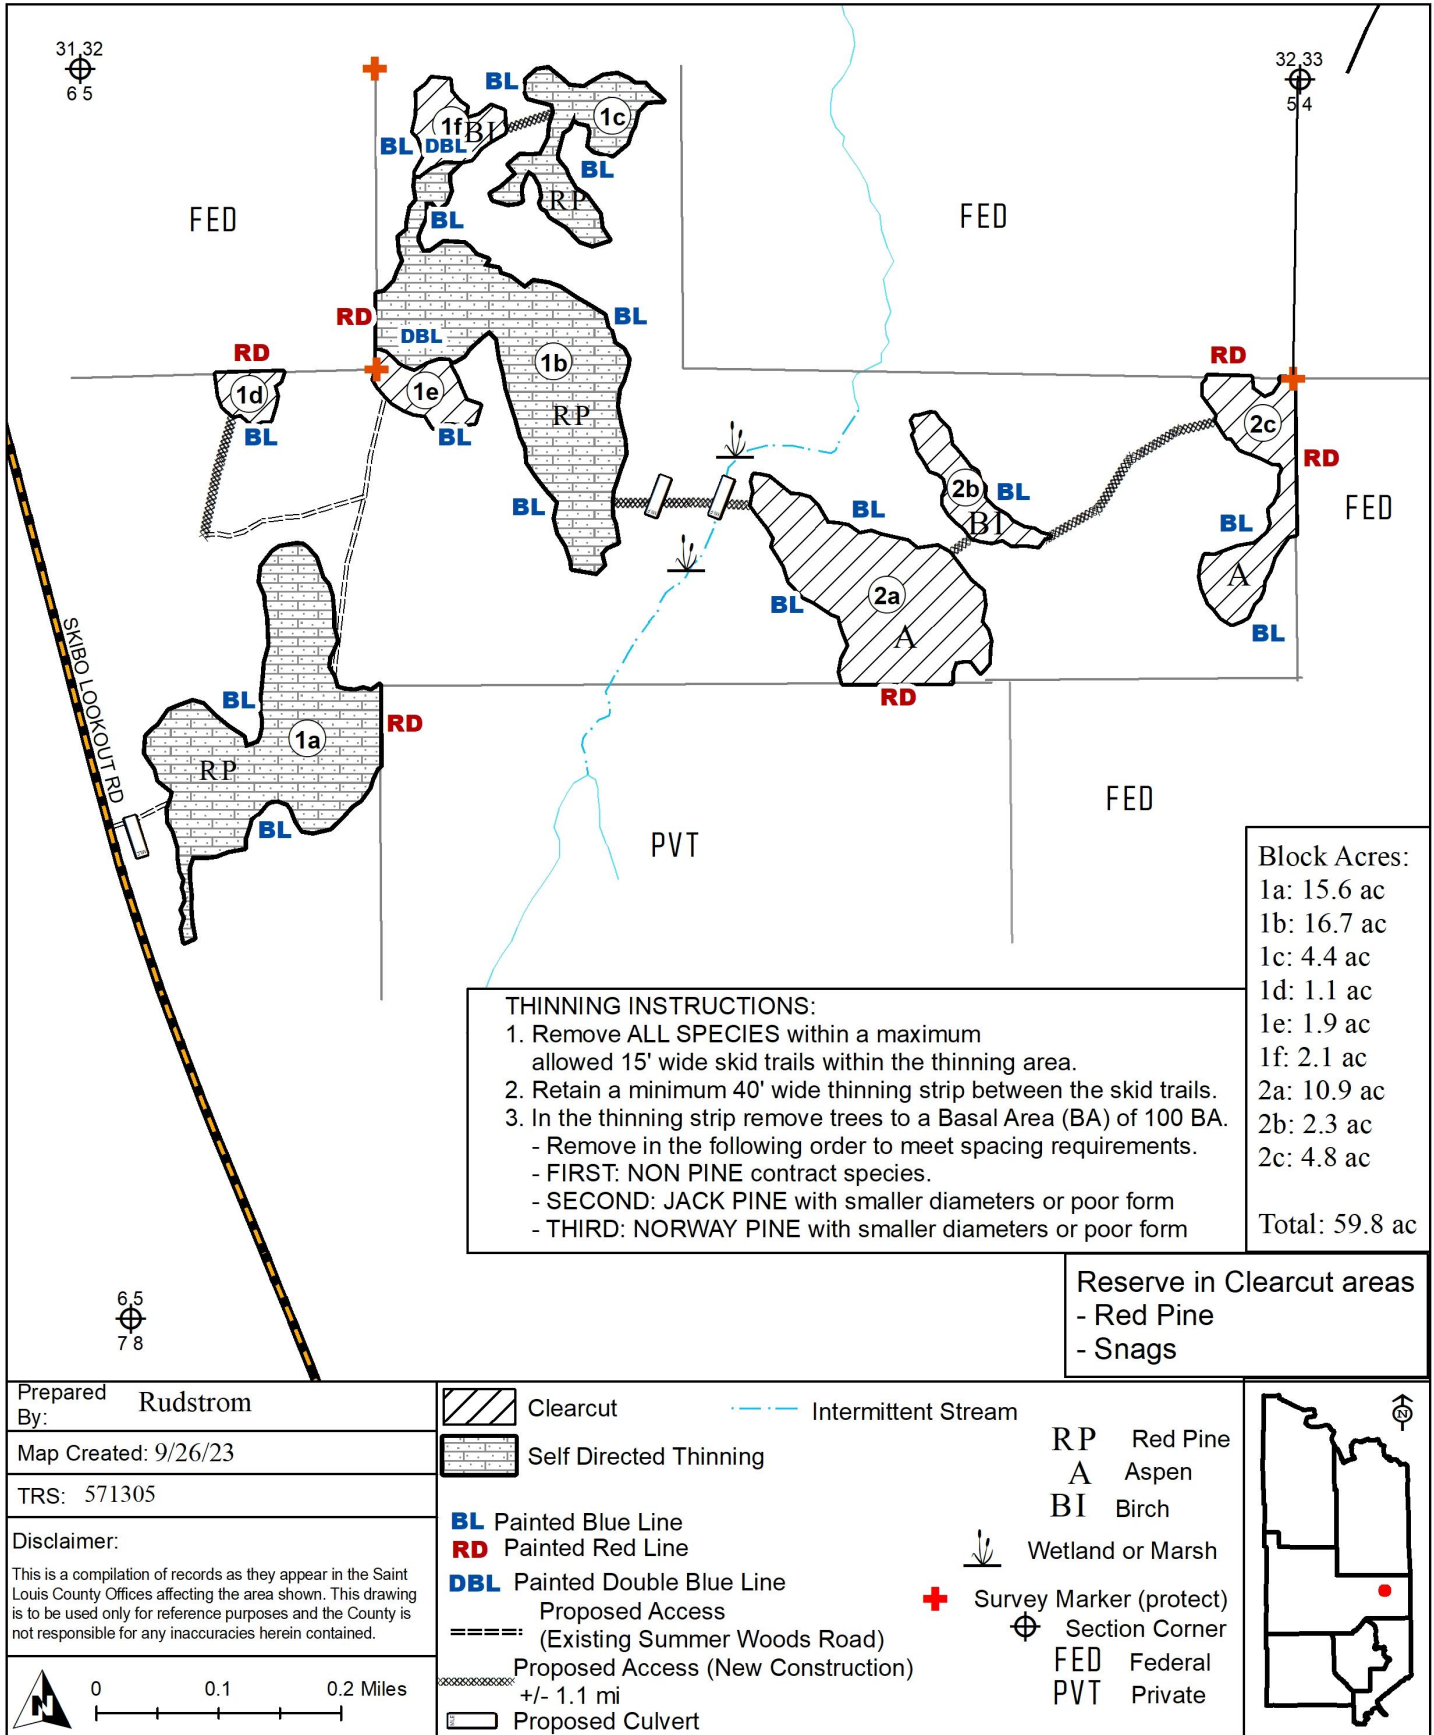 31 32
6 5
32 33
5 4
BL
1c
1f BI
BL DBL
BL
RP
FED
BL
FED
RD
BL
DBL
RD
1b
RD
1d
1e
RP
2c
BL
BL
RD
2b
BL
BL
BL
BI
BL
FED
A
2a
BL
A
BL
SKIBO LOOKOUT RD
BL
RD
RD
1a
RP
BL
FED
PVT
Block Acres:
1a: 15.6 ac
1b: 16.7 ac
1c: 4.4 ac
1d: 1.1 ac
1e: 1.9 ac
1f: 2.1 ac
2a: 10.9 ac
2b: 2.3 ac
2c: 4.8 ac
Total: 59.8 ac
THINNING INSTRUCTIONS:
1. Remove ALL SPECIES within a maximum
allowed 15' wide skid trails within the thinning area.
2. Retain a minimum 40' wide thinning strip between the skid trails.
3. In the thinning strip remove trees to a Basal Area (BA) of 100 BA.
- Remove in the following order to meet spacing requirements.
- FIRST: NON PINE contract species.
- SECOND: JACK PINE with smaller diameters or poor form
- THIRD: NORWAY PINE with smaller diameters or poor form
Reserve in Clearcut areas
- Red Pine
- Snags
6 5
7 8
Prepared
By: Rudstrom
Map Created: 9/26/23
TRS: 571305
Disclaimer:
This is a compilation of records as they appear in the Saint
Louis County Offices affecting the area shown. This drawing
is to be used only for reference purposes and the County is
not responsible for any inaccuracies herein contained.
N
0 0.1 0.2 Miles
Clearcut
Self Directed Thinning
BL Painted Blue Line
RD Painted Red Line
DBL Painted Double Blue Line
Proposed Access
(Existing Summer Woods Road)
Proposed Access (New Construction)
+/- 1.1 mi
Proposed Culvert
Intermittent Stream
RP Red Pine
A Aspen
BI Birch
Wetland or Marsh
Survey Marker (protect)
Section Corner
FED Federal
PVT Private
N